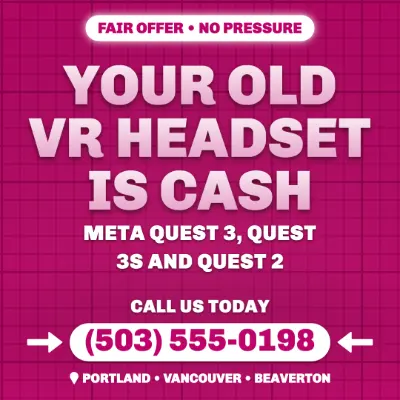 FAIR OFFER • NO PRESSURE
YOUR OLD
VR HEADSET
IS CASH
META QUEST 3, QUEST
3S AND QUEST 2
CALL US TODAY
(503) 555-0198
PORTLAND • VANCOUVER • BEAVERTON